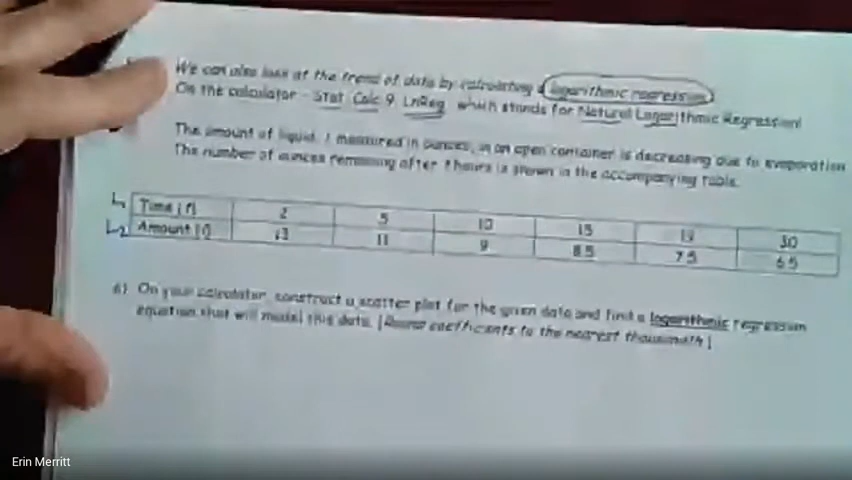 We can also look at the trend of data by calculating a logarithmic regression
On the calculator - Stat Calc 9 LnReg which stands for Natural Logarithmic Regression!
The amount of liquid, measured in ounces, in an open container is decreasing due to evaporation
The number of ounces remaining after t hours is shown in the accompanying table.
L1 Time (t) 2 5 10 15 30
L2 Amount (l) 13 11 9 8.5 7.5 6.5
6) On your calculator, construct a scatter plot for the given data and find a logarithmic regression
equation that will model this data. [Round coefficients to the nearest thousandth]
Erin Merritt